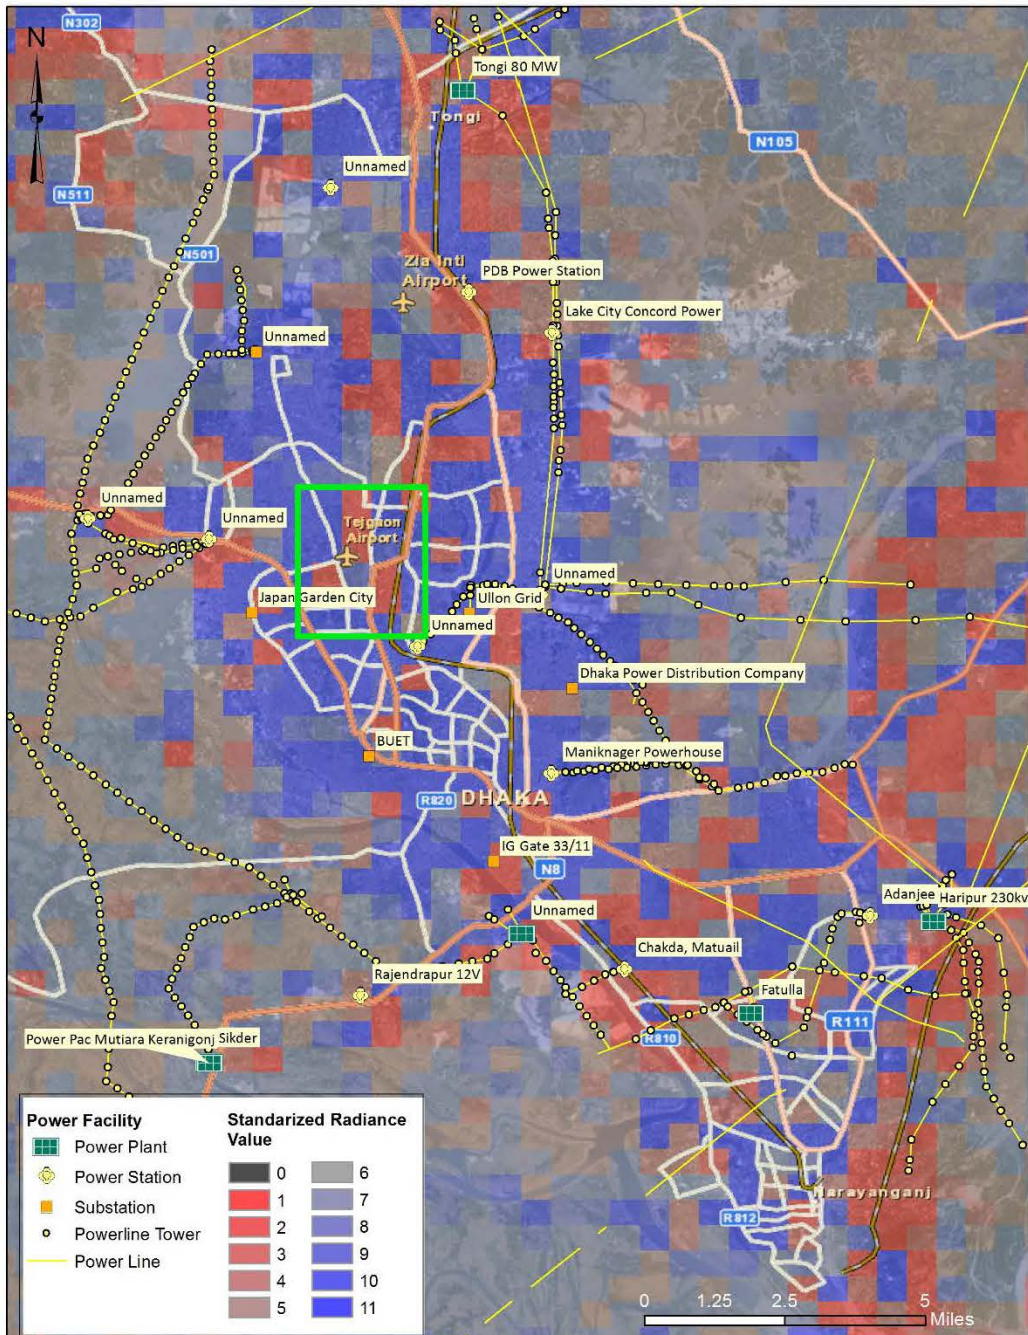 N302
N
Tongi 80 MW
Tongi
N105
Unnamed
N511
N501
Zia Intl
Airport
PDB Power Station
Lake City Concord Power
Unnamed
Unnamed
Unnamed
Tejgaon
Airport
Unnamed
Japan Garden City
Ullon Grid
Unnamed
Dhaka Power Distribution Company
BUET
Maniknager Powerhouse
R820
DHAKA
IG Gate 33/11
N8
Unnamed
Adanjee
Haripur 230kv
Chakda, Matuail
Rajendrapur 12V
Fatulla
R111
Power Pac Mutiara Keranigonj Sikder
R810
Narayanganj
R812
Power Facility
Power Plant
Power Station
Substation
Powerline Tower
Power Line
Standarized Radiance
Value
0
1
2
3
4
5
6
7
8
9
10
11
0 1.25 2.5 5
Miles